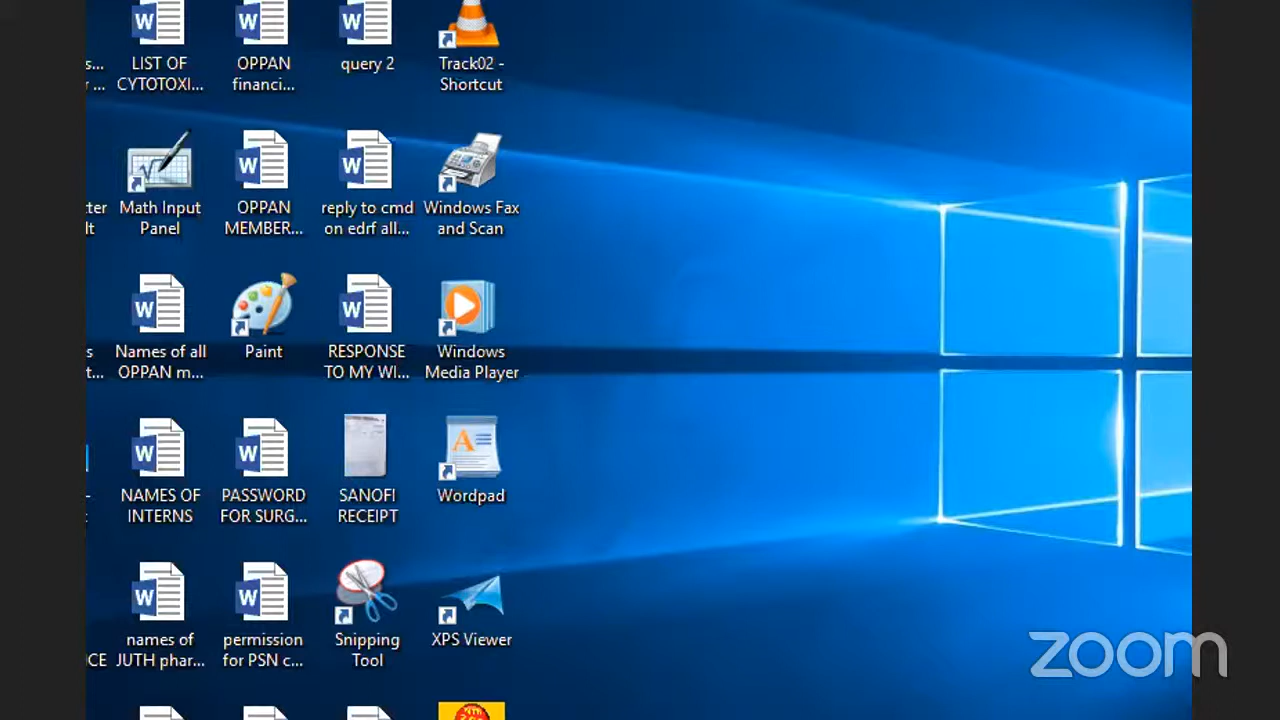 s...
r ...
LIST OF
CYTOTOXI...
OPPAN
financi...
query 2
Track02 -
Shortcut
tter
lt
Math Input
Panel
OPPAN
MEMBER...
reply to cmd
on edrf all...
Windows Fax
and Scan
s
t...
Names of all
OPPAN m...
Paint
RESPONSE
TO MY WI...
Windows
Media Player
-
NAMES OF
INTERNS
PASSWORD
FOR SURG...
SANOFI
RECEIPT
Wordpad
CE
names of
JUTH phar...
permission
for PSN c...
Snipping
Tool
XPS Viewer
zoom